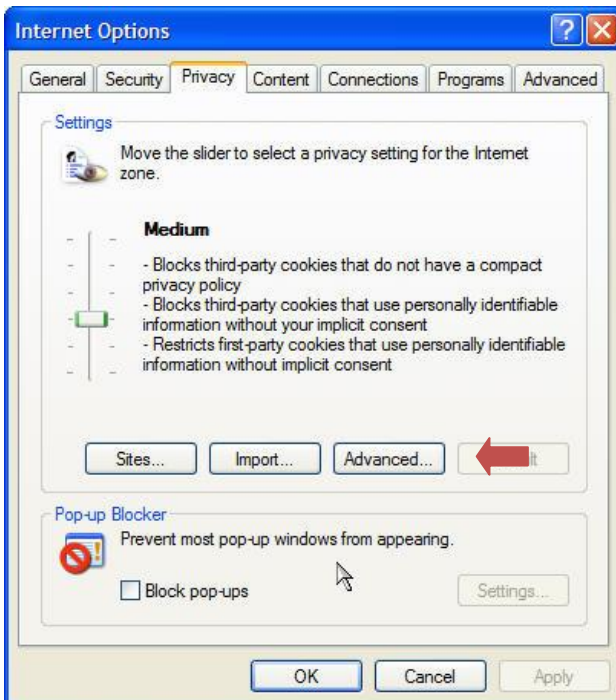 Internet Options
General Security Privacy Content Connections Programs Advanced
Settings
Move the slider to select a privacy setting for the Internet
zone.
Medium
- Blocks third-party cookies that do not have a compact
privacy policy
- Blocks third-party cookies that use personally identifiable
information without your implicit consent
- Restricts first-party cookies that use personally identifiable
information without implicit consent
Sites... Import... Advanced...
Pop-up Blocker
Prevent most pop-up windows from appearing.
Block pop-ups Settings...
OK Cancel Apply